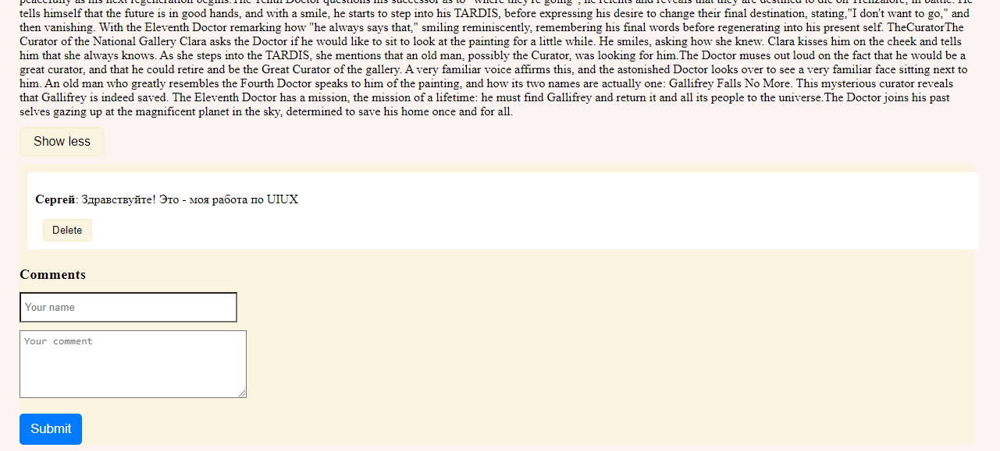 peacefully as his next regeneration begins.The Tenth Doctor questions his successor as to "where they're going", he relents and reveals that they are destined to die on Trenzalore, in battle. He
tells himself that the future is in good hands, and with a smile, he starts to step into his TARDIS, before expressing his desire to change their final destination, stating,"I don't want to go," and
then vanishing. With the Eleventh Doctor remarking how "he always says that," smiling reminiscently, remembering his final words before regenerating into his present self. TheCuratorThe
Curator of the National Gallery Clara asks the Doctor if he would like to sit to look at the painting for a little while. He smiles, asking how she knew. Clara kisses him on the cheek and tells
him that she always knows. As she steps into the TARDIS, she mentions that an old man, possibly the Curator, was looking for him.The Doctor muses out loud on the fact that he would be a
great curator, and that he could retire and be the Great Curator of the gallery. A very familiar voice affirms this, and the astonished Doctor looks over to see a very familiar face sitting next to
him. An old man who greatly resembles the Fourth Doctor speaks to him of the painting, and how its two names are actually one: Gallifrey Falls No More. This mysterious curator reveals
that Gallifrey is indeed saved. The Eleventh Doctor has a mission, the mission of a lifetime: he must find Gallifrey and return it and all its people to the universe.The Doctor joins his past
selves gazing up at the magnificent planet in the sky, determined to save his home once and for all.
Show less
Сергей: Здравствуйте! Это - моя работа по UIUX
Delete
Comments
Your name
Your comment
Submit